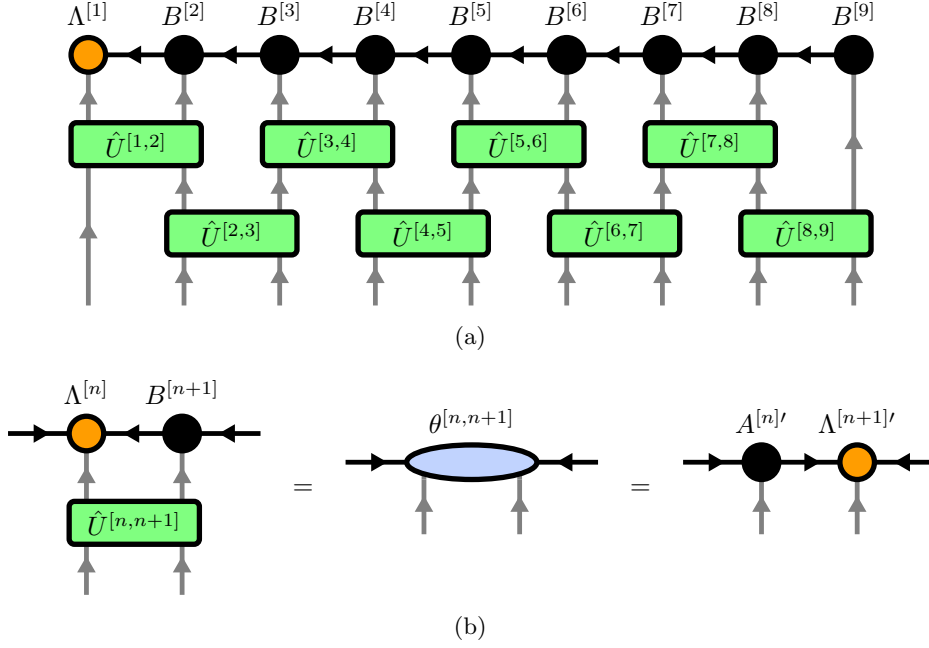 Λ^{[1]} B^{[2]} B^{[3]} B^{[4]} B^{[5]} B^{[6]} B^{[7]} B^{[8]} B^{[9]}
Û^{[1,2]} Û^{[3,4]} Û^{[5,6]} Û^{[7,8]}
Û^{[2,3]} Û^{[4,5]} Û^{[6,7]} Û^{[8,9]}
(a)
Λ^{[n]} B^{[n+1]} θ^{[n,n+1]} A^{[n]′} Λ^{[n+1]′}
Û^{[n,n+1]} = =
(b)